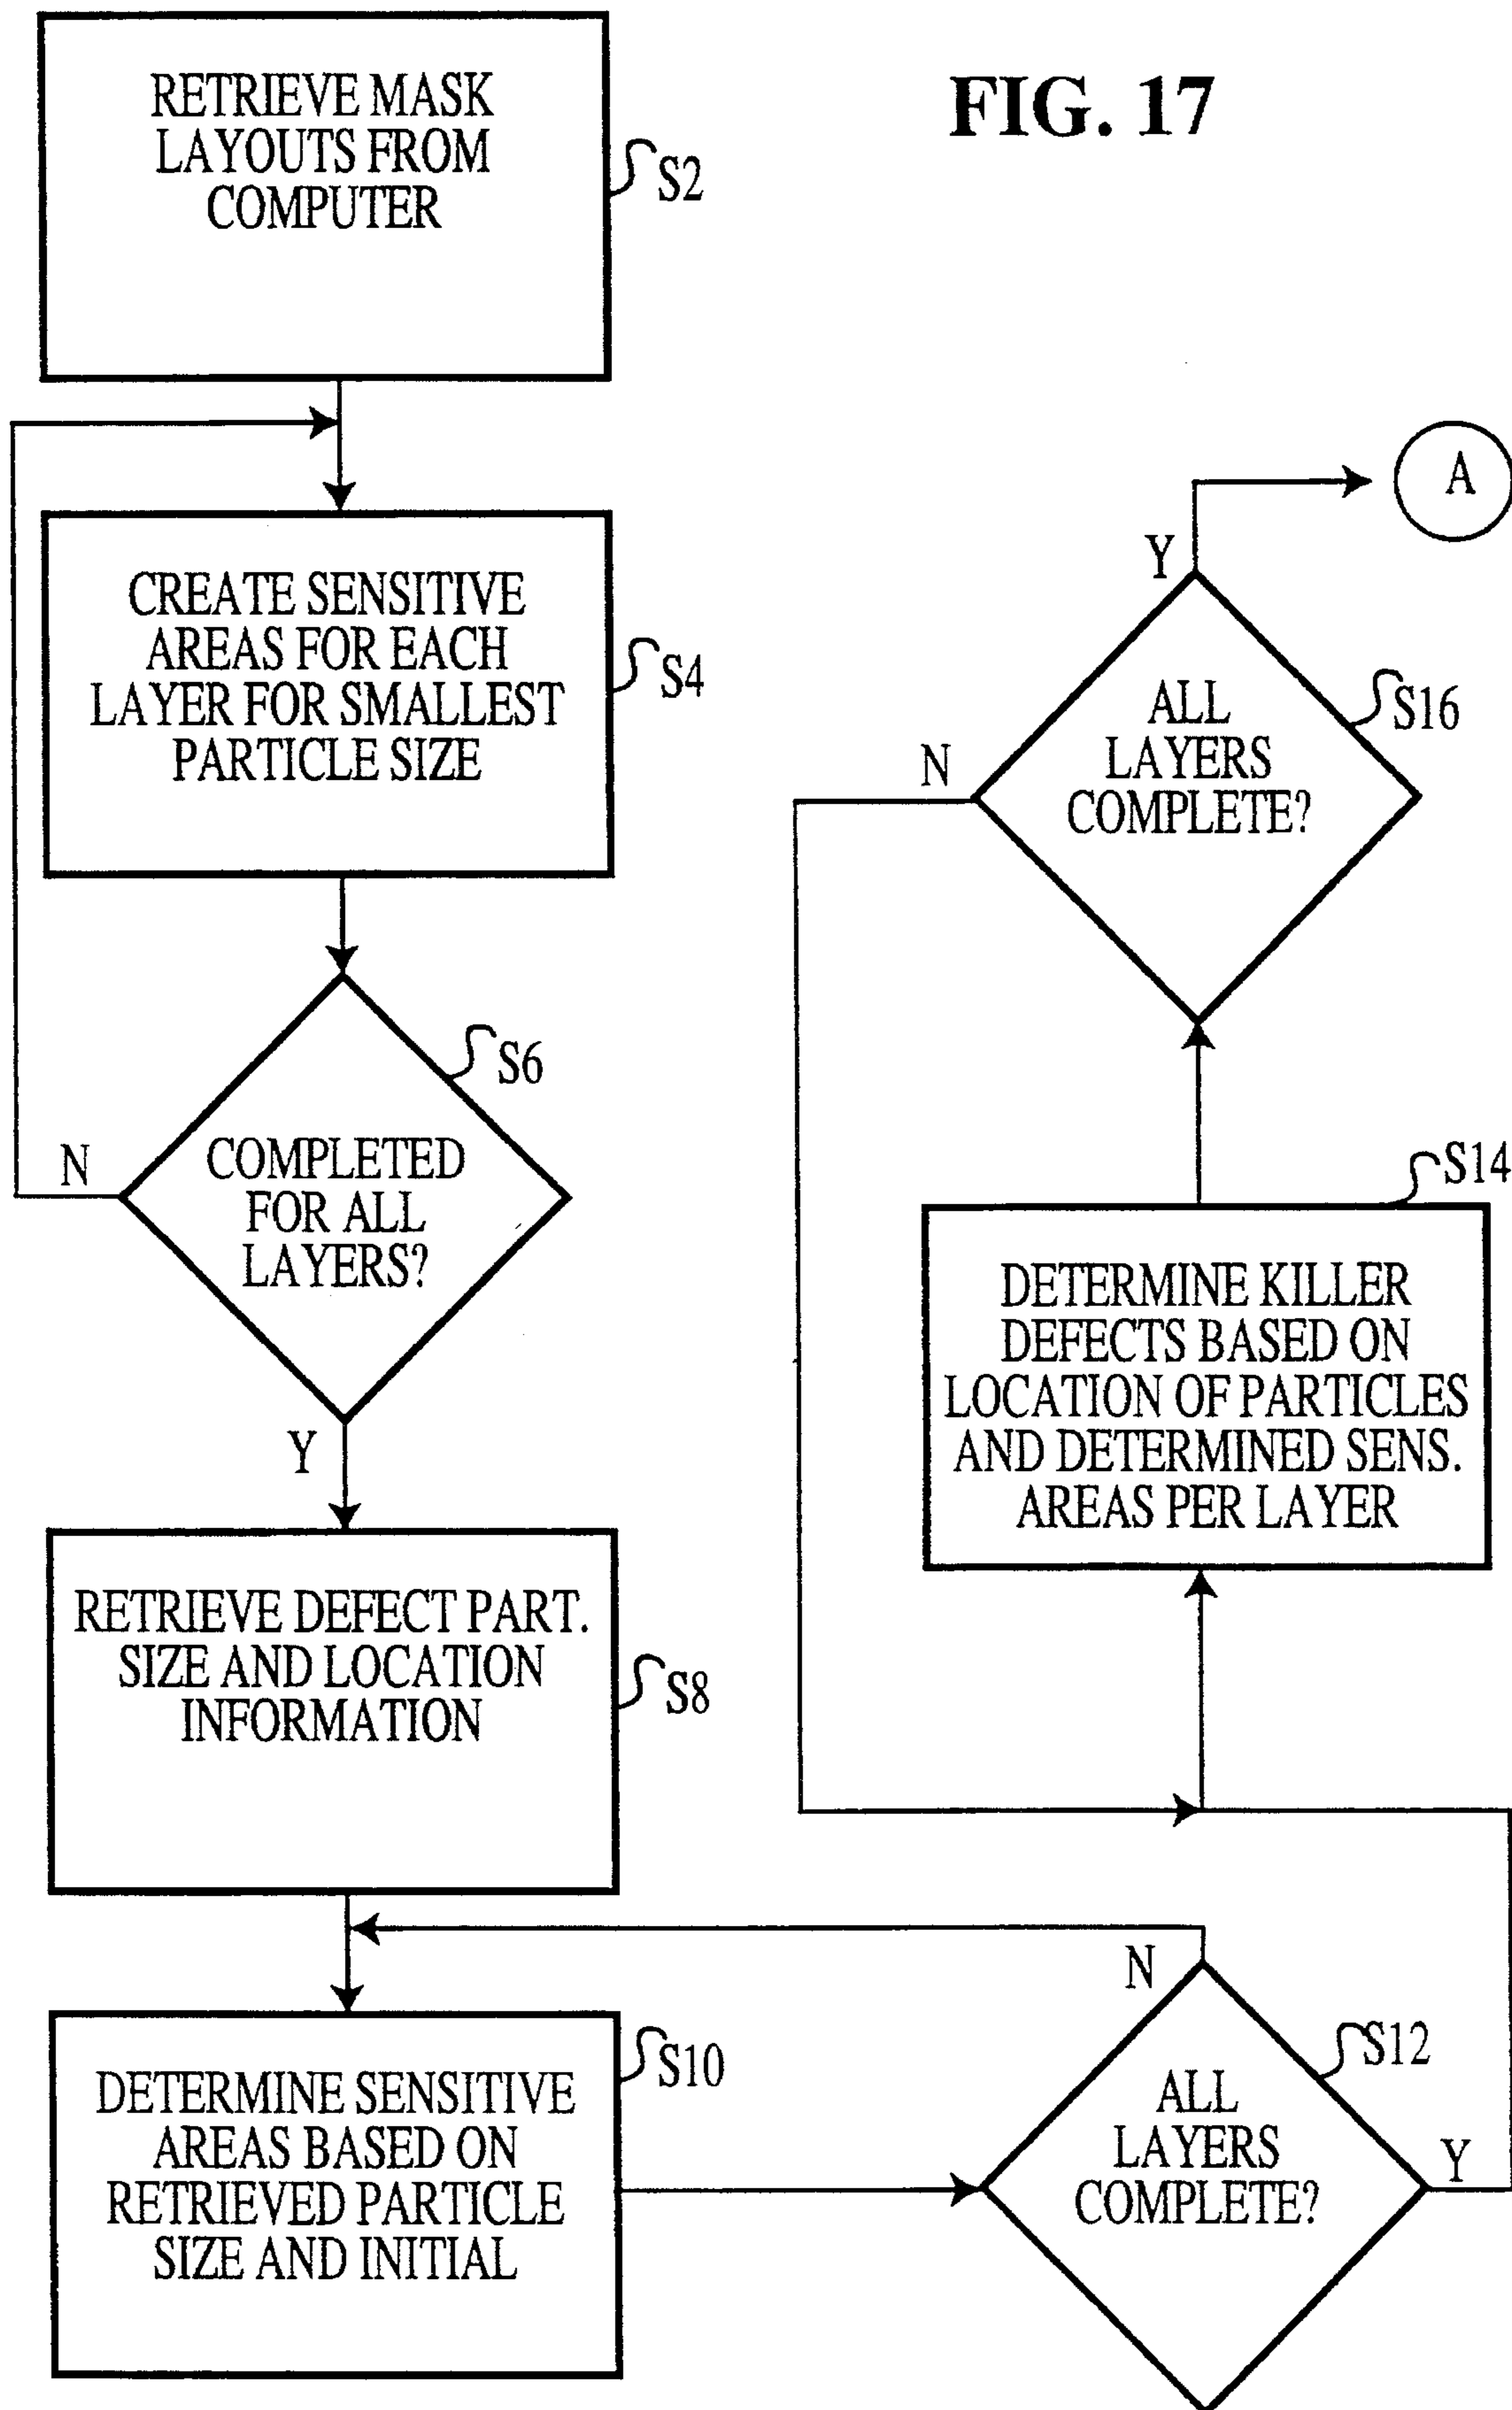 FIG. 17
RETRIEVE MASK
LAYOUTS FROM
COMPUTER
S2
CREATE SENSITIVE
AREAS FOR EACH
LAYER FOR SMALLEST
PARTICLE SIZE
S4
S6
COMPLETED
FOR ALL
LAYERS?
N
Y
RETRIEVE DEFECT PART.
SIZE AND LOCATION
INFORMATION
S8
DETERMINE SENSITIVE
AREAS BASED ON
RETRIEVED PARTICLE
SIZE AND INITIAL
S10
N
S12
ALL
LAYERS
COMPLETE?
Y
S14
DETERMINE KILLER
DEFECTS BASED ON
LOCATION OF PARTICLES
AND DETERMINED SENS.
AREAS PER LAYER
S16
ALL
LAYERS
COMPLETE?
N
Y
A